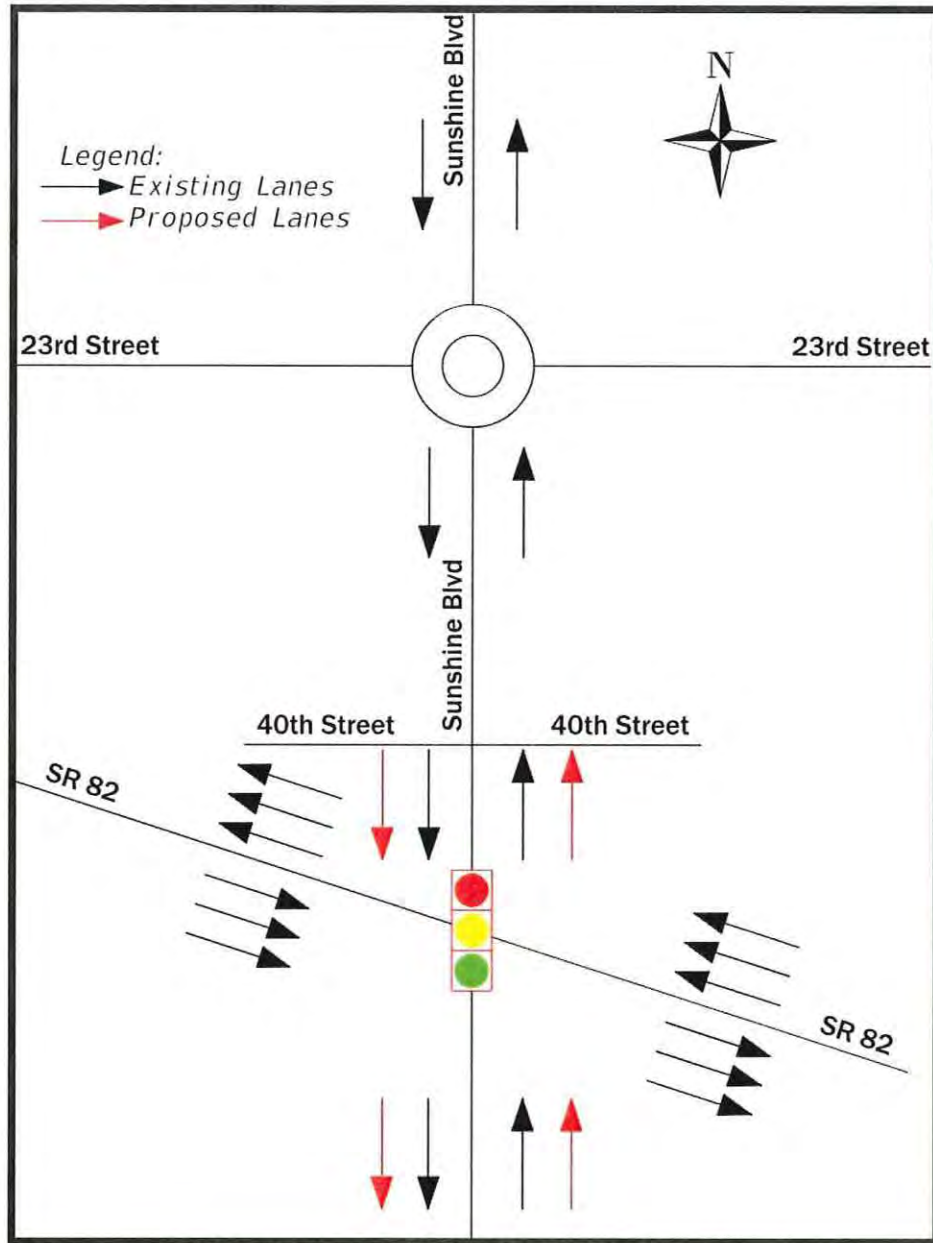 Sunshine Blvd
N
Legend:
Existing Lanes
Proposed Lanes
23rd Street
23rd Street
Sunshine Blvd
40th Street
40th Street
SR 82
SR 82